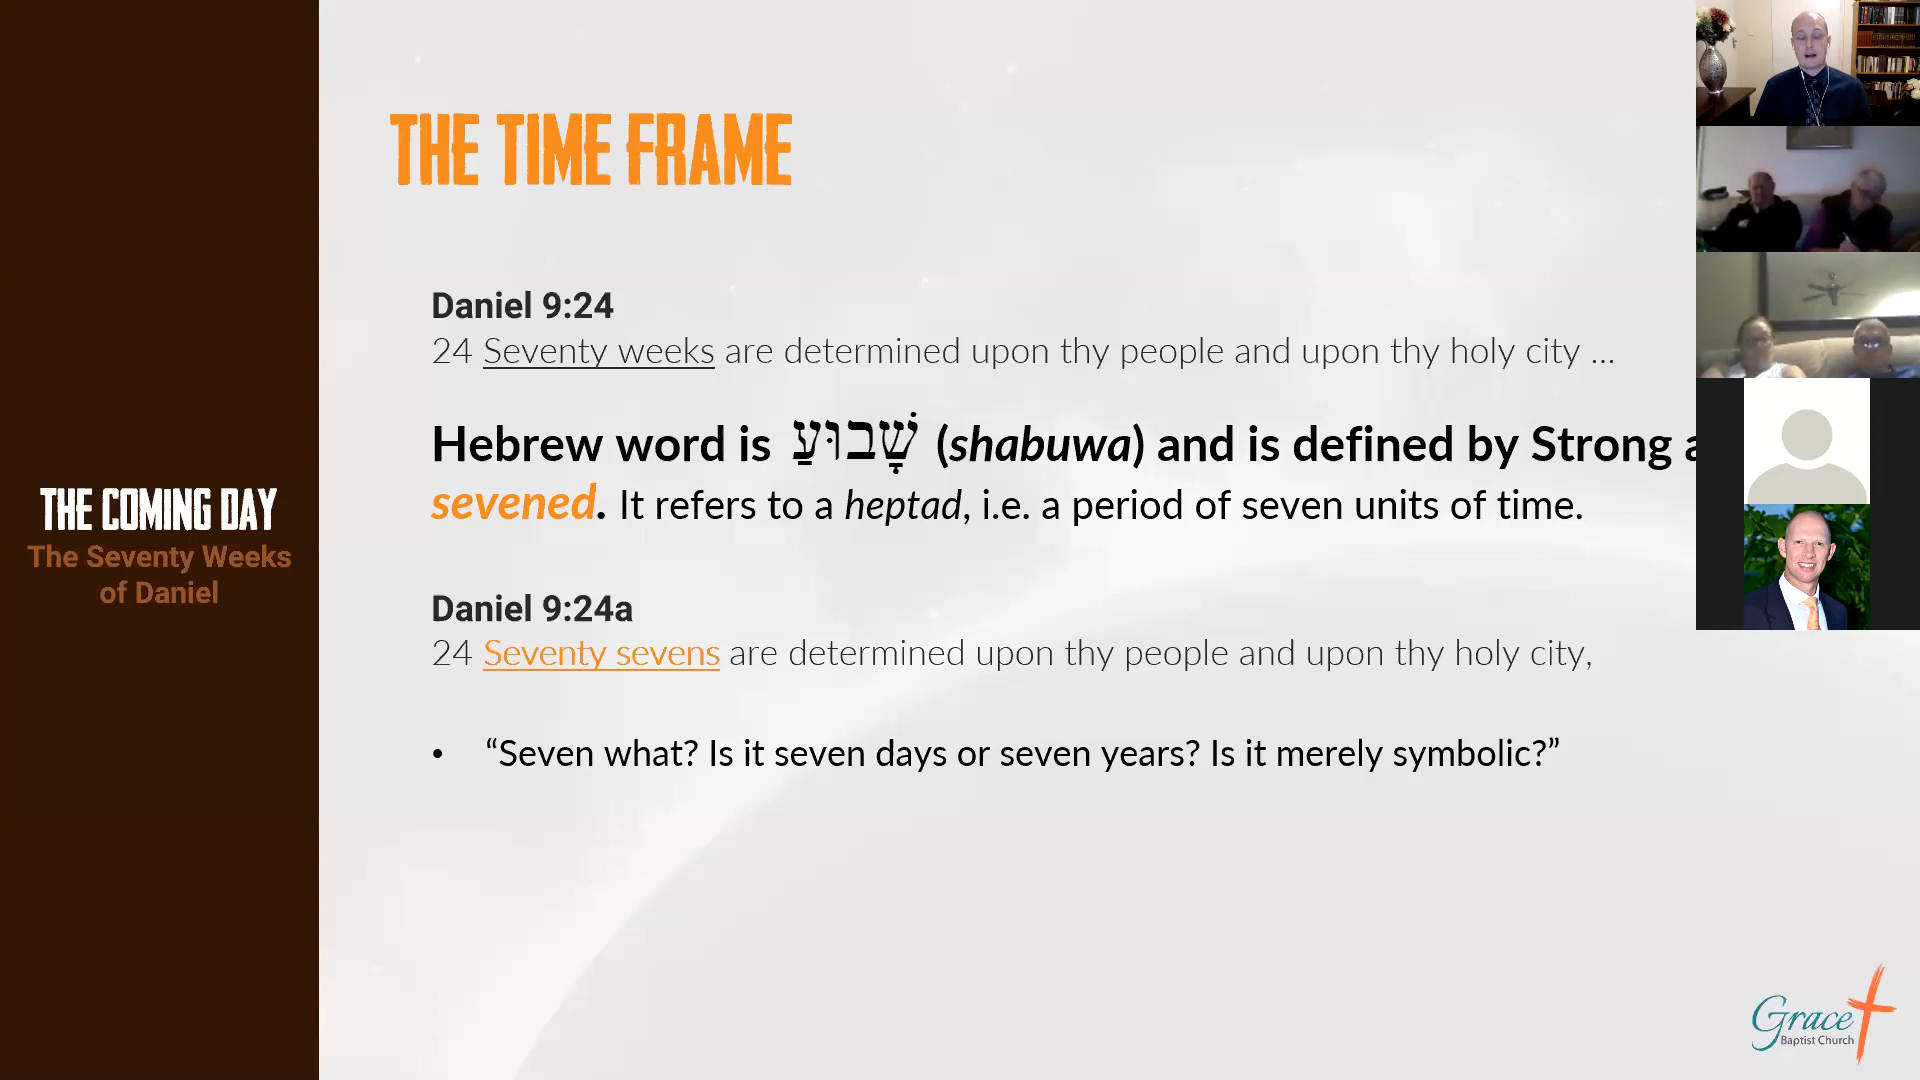 THE TIME FRAME
Daniel 9:24
24 Seventy weeks are determined upon thy people and upon thy holy city ...
Hebrew word is שָׁבוּעַ (shabuwa) and is defined by Strong
sevened. It refers to a heptad, i.e. a period of seven units of time.
Daniel 9:24a
24 Seventy sevens are determined upon thy people and upon thy holy city,
• “Seven what? Is it seven days or seven years? Is it merely symbolic?”
THE COMING DAY
The Seventy Weeks
of Daniel
Grace
Baptist Church